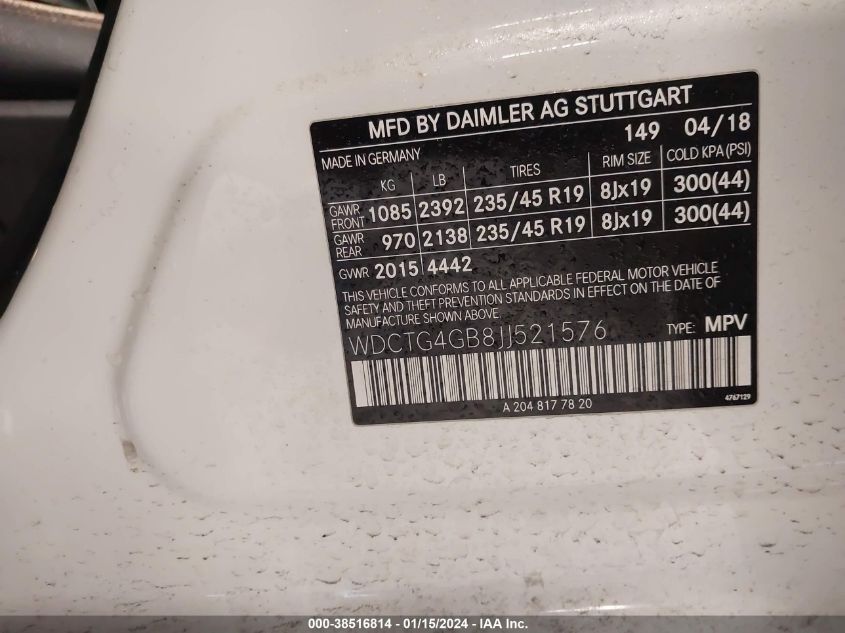 MFD BY DAIMLER AG STUTTGART
149 04/18
MADE IN GERMANY
KG LB TIRES RIM SIZE COLD KPA (PSI)
GAWR FRONT 1085 2392 235/45 R19 8Jx19 300(44)
GAWR REAR 970 2138 235/45 R19 8Jx19 300(44)
GVWR 2015 4442
THIS VEHICLE CONFORMS TO ALL APPLICABLE FEDERAL MOTOR VEHICLE
SAFETY AND THEFT PREVENTION STANDARDS IN EFFECT ON THE DATE OF
MANUFACTURE SHOWN ABOVE
WDCTG4GB8JJ521576 TYPE: MPV
A 204 817 78 20 4767129
000-38516814 - 01/15/2024 - IAA Inc.